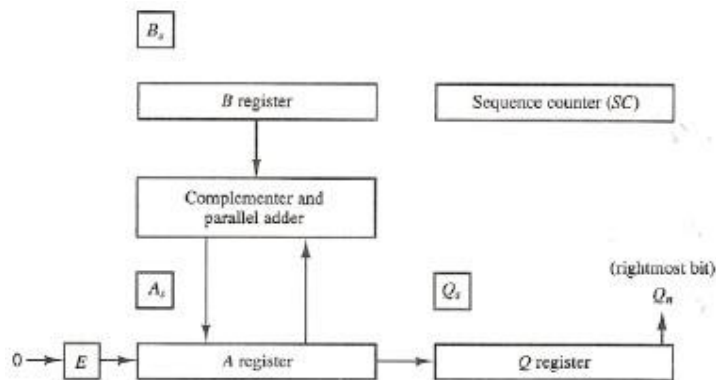 Bs
B register
Sequence counter (SC)
Complementer and
parallel adder
(rightmost bit)
As
Qs
Qn
0
E
A register
Q register